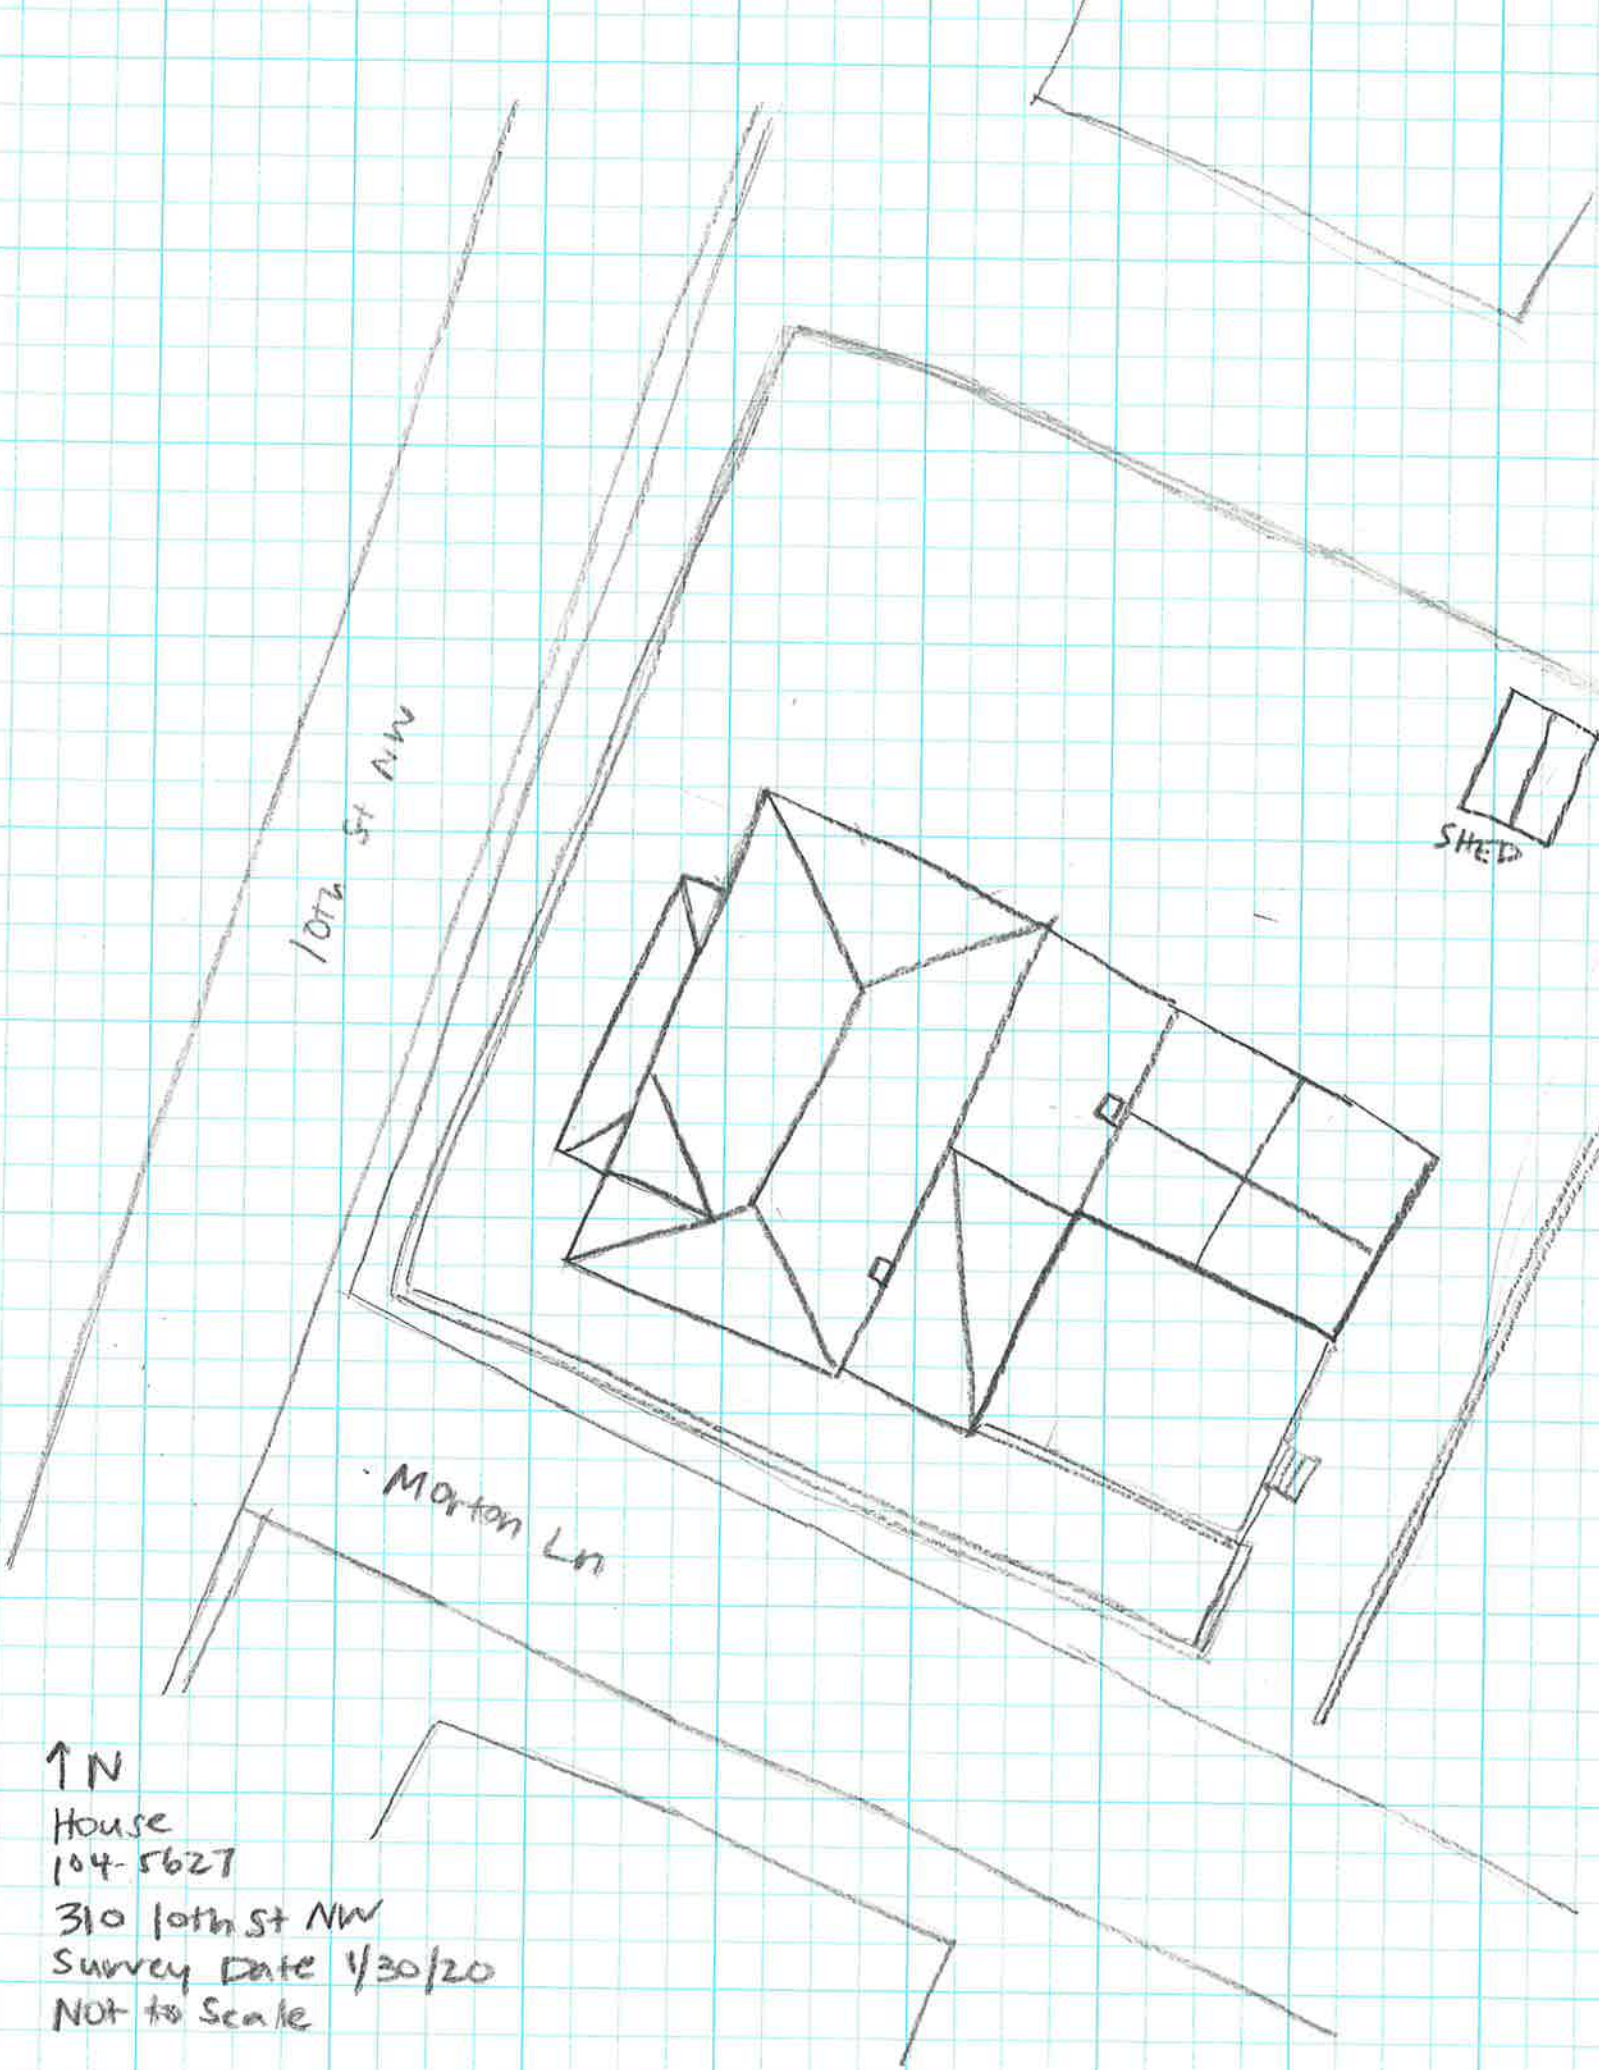 10th St NW
SHED
Morton Ln
↑N
House
104-5627
310 10th St NW
Survey Date 1/30/20
Not to Scale